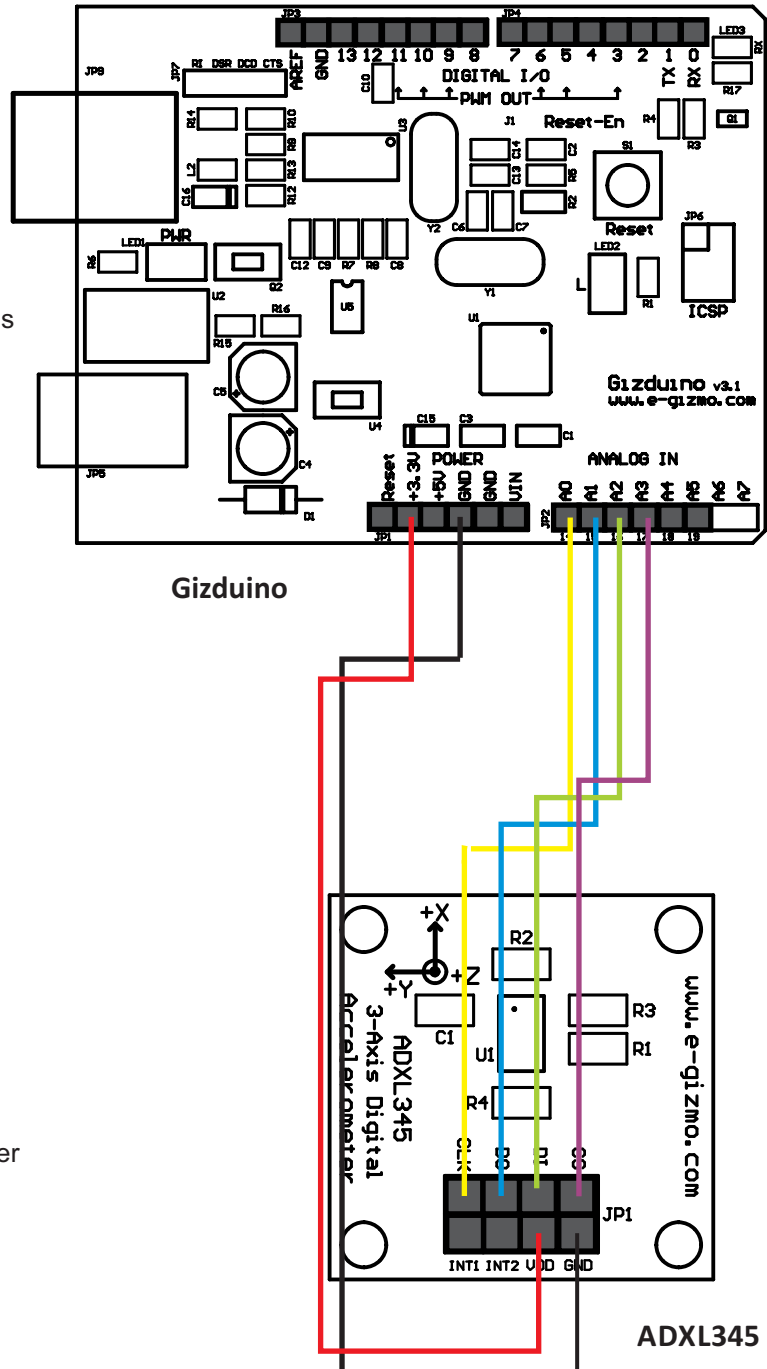 JP3
JP4
AREF
GND
13
12
11
10
9
8
7
6
5
4
3
2
1
0
TX
RX
LED3
RX
R17
DIGITAL I/O
PWM OUT
JP9
JP7
RI DSR DCD CTS
C10
R14
R10
R8
L2
R13
C16
R12
U3
J1
Reset-En
R4
R3
Q1
C14
C2
C13
R5
R2
S1
Y2
C6
C7
Reset
JP6
LED1
PWR
R6
Q2
C12
C9
R7
R8
C8
Y1
LED2
L
R1
ICSP
s
U2
U5
U1
R15
R16
C5
U4
Gizduino v3.1
www.e-gizmo.com
JP5
C4
C15
C3
C1
POWER
ANALOG IN
D1
Reset
+3.3V
+5V
GND
GND
VIN
A0
A1
A2
A3
A4
A5
A6
A7
JP1
JP2
18
19
Gizduino
+X
+Y
+Z
R2
C1
U1
R3
R1
R4
ADXL345
3-Axis Digital
Accelerometer
www.e-gizmo.com
er
CLK
JP1
INT1
INT2
VDD
GND
ADXL345